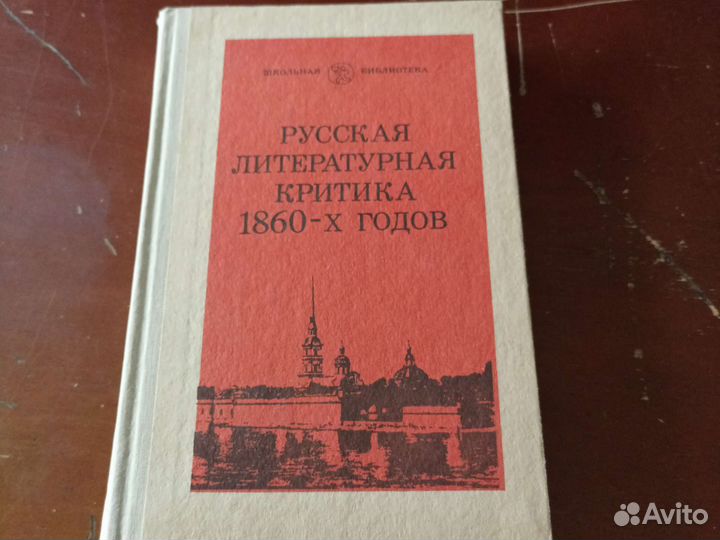 ШКОЛЬНАЯ БИБЛИОТЕКА
РУССКАЯ
ЛИТЕРАТУРНАЯ
КРИТИКА
1860-Х ГОДОВ
Avito